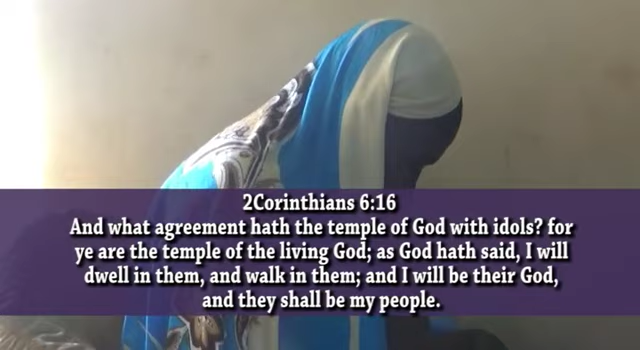 2Corinthians 6:16
And what agreement hath the temple of God with idols? for
ye are the temple of the living God; as God hath said, I will
dwell in them, and walk in them; and I will be their God,
and they shall be my people.